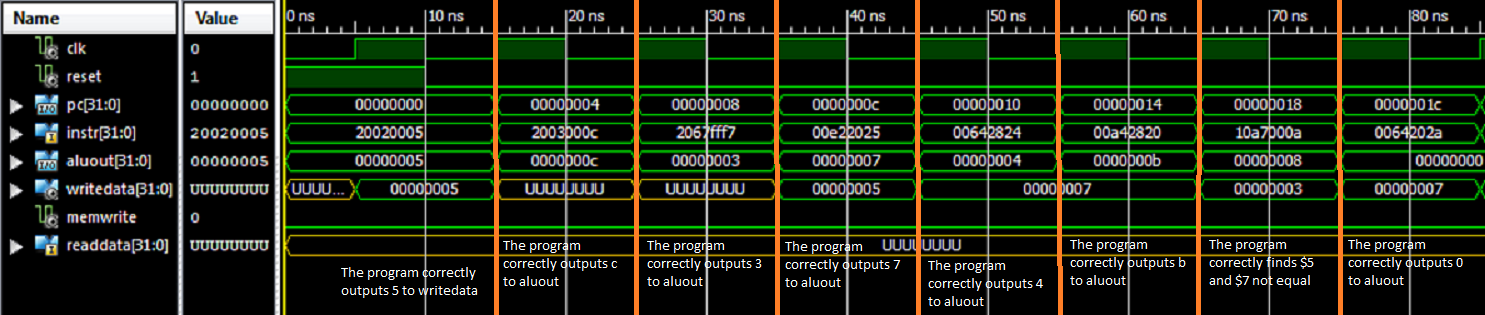 Name Value 0 ns 10 ns 20 ns 30 ns 40 ns 50 ns 60 ns 70 ns 80 ns
clk 0
reset 1
pc[31:0] 00000000 00000000 00000004 00000008 0000000c 00000010 00000014 00000018 0000001c
instr[31:0] 20020005 20020005 2003000c 2067fff7 00e22025 00642824 00a42820 10a7000a 0064202a
aluout[31:0] 00000005 00000005 0000000c 00000003 00000007 00000004 0000000b 00000008 00000000
writedata[31:0] UUUUUUUU UUUU... 00000005 UUUUUUUU UUUUUUUU 00000005 00000007 00000003 00000007
memwrite 0
readdata[31:0] UUUUUUUU UUUUUUUU
The program correctly
outputs 5 to writedata
The program
correctly outputs c
to aluout
The program
correctly outputs 3
to aluout
The program
correctly outputs 7
to aluout
The program
correctly outputs 4
to aluout
The program
correctly outputs b
to aluout
The program
correctly finds $5
and $7 not equal
The program
correctly outputs 0
to aluout